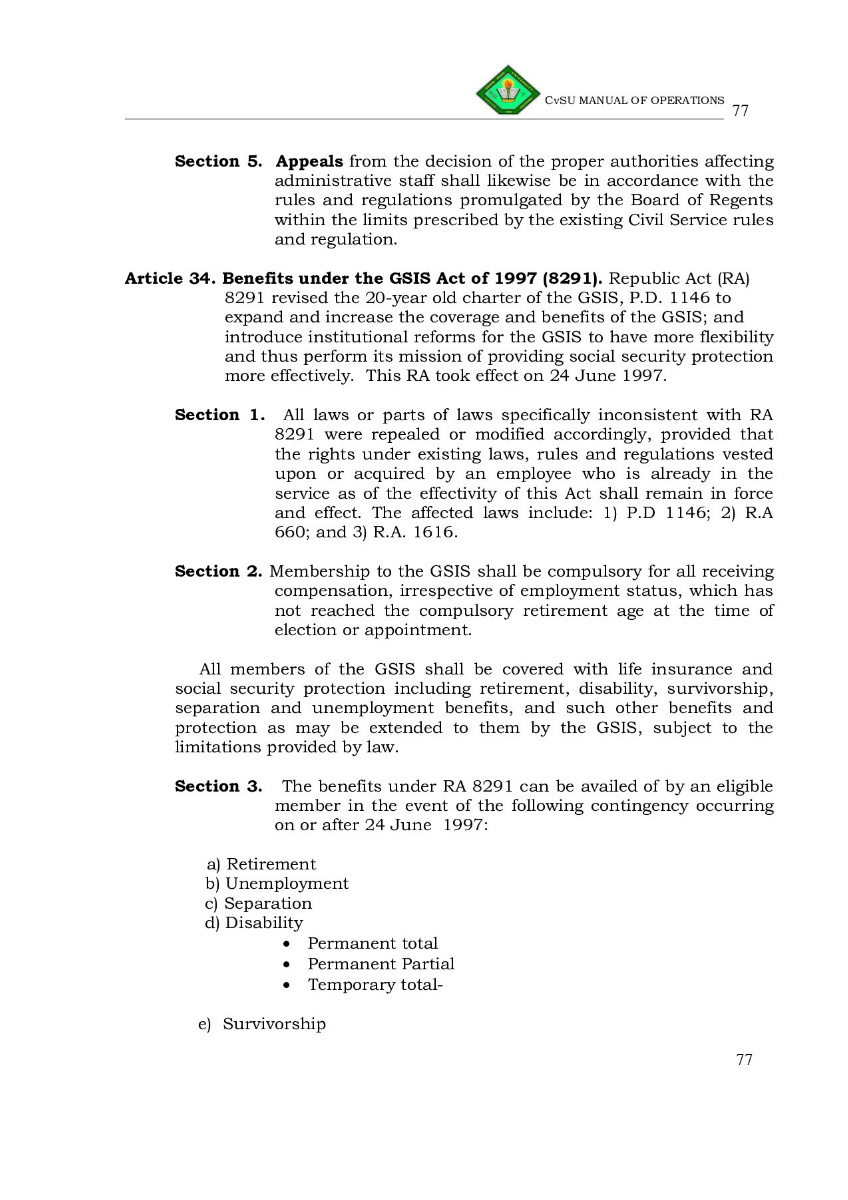 CvSU MANUAL OF OPERATIONS
77
Section 5. Appeals from the decision of the proper authorities affecting
administrative staff shall likewise be in accordance with the
rules and regulations promulgated by the Board of Regents
within the limits prescribed by the existing Civil Service rules
and regulation.
Article 34. Benefits under the GSIS Act of 1997 (8291). Republic Act (RA)
8291 revised the 20-year old charter of the GSIS, P.D. 1146 to
expand and increase the coverage and benefits of the GSIS; and
introduce institutional reforms for the GSIS to have more flexibility
and thus perform its mission of providing social security protection
more effectively. This RA took effect on 24 June 1997.
Section 1. All laws or parts of laws specifically inconsistent with RA
8291 were repealed or modified accordingly, provided that
the rights under existing laws, rules and regulations vested
upon or acquired by an employee who is already in the
service as of the effectivity of this Act shall remain in force
and effect. The affected laws include: 1) P.D 1146; 2) R.A
660; and 3) R.A. 1616.
Section 2. Membership to the GSIS shall be compulsory for all receiving
compensation, irrespective of employment status, which has
not reached the compulsory retirement age at the time of
election or appointment.
All members of the GSIS shall be covered with life insurance and
social security protection including retirement, disability, survivorship,
separation and unemployment benefits, and such other benefits and
protection as may be extended to them by the GSIS, subject to the
limitations provided by law.
Section 3. The benefits under RA 8291 can be availed of by an eligible
member in the event of the following contingency occurring
on or after 24 June 1997:
a) Retirement
b) Unemployment
c) Separation
d) Disability
• Permanent total
• Permanent Partial
• Temporary total-
e) Survivorship
77